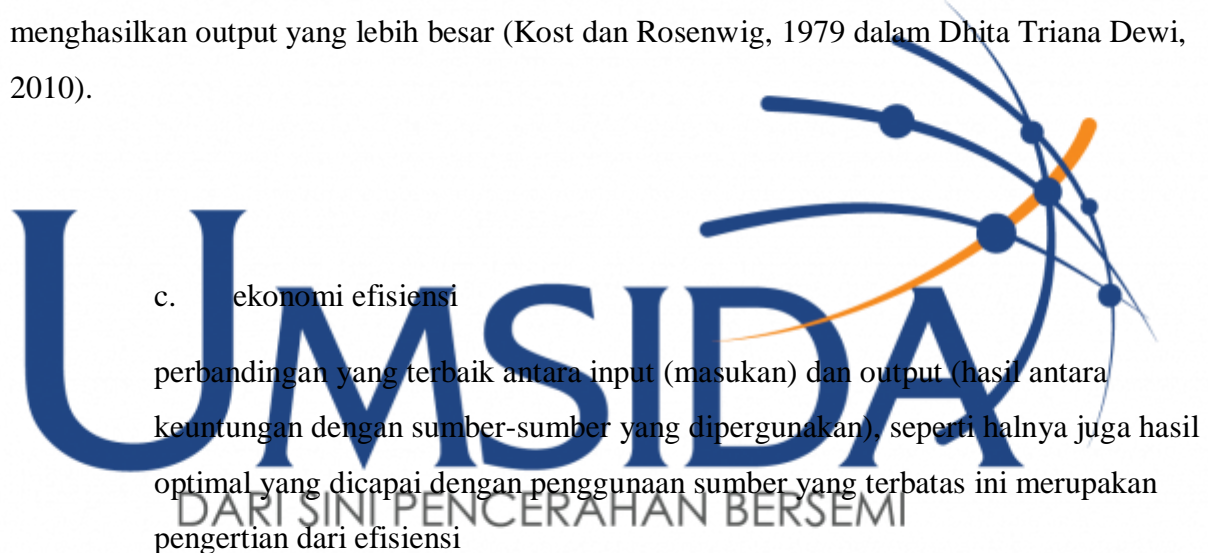 menghasilkan output yang lebih besar (Kost dan Rosenwig, 1979 dalam Dhita Triana Dewi,
2010).
c. ekonomi efisiensi
UMSIDA
perbandingan yang terbaik antara input (masukan) dan output (hasil antara
keuntungan dengan sumber-sumber yang dipergunakan), seperti halnya juga hasil
optimal yang dicapai dengan penggunaan sumber yang terbatas ini merupakan
DARI SINI PENCERAHAN BERSEMI
pengertian dari efisiensi